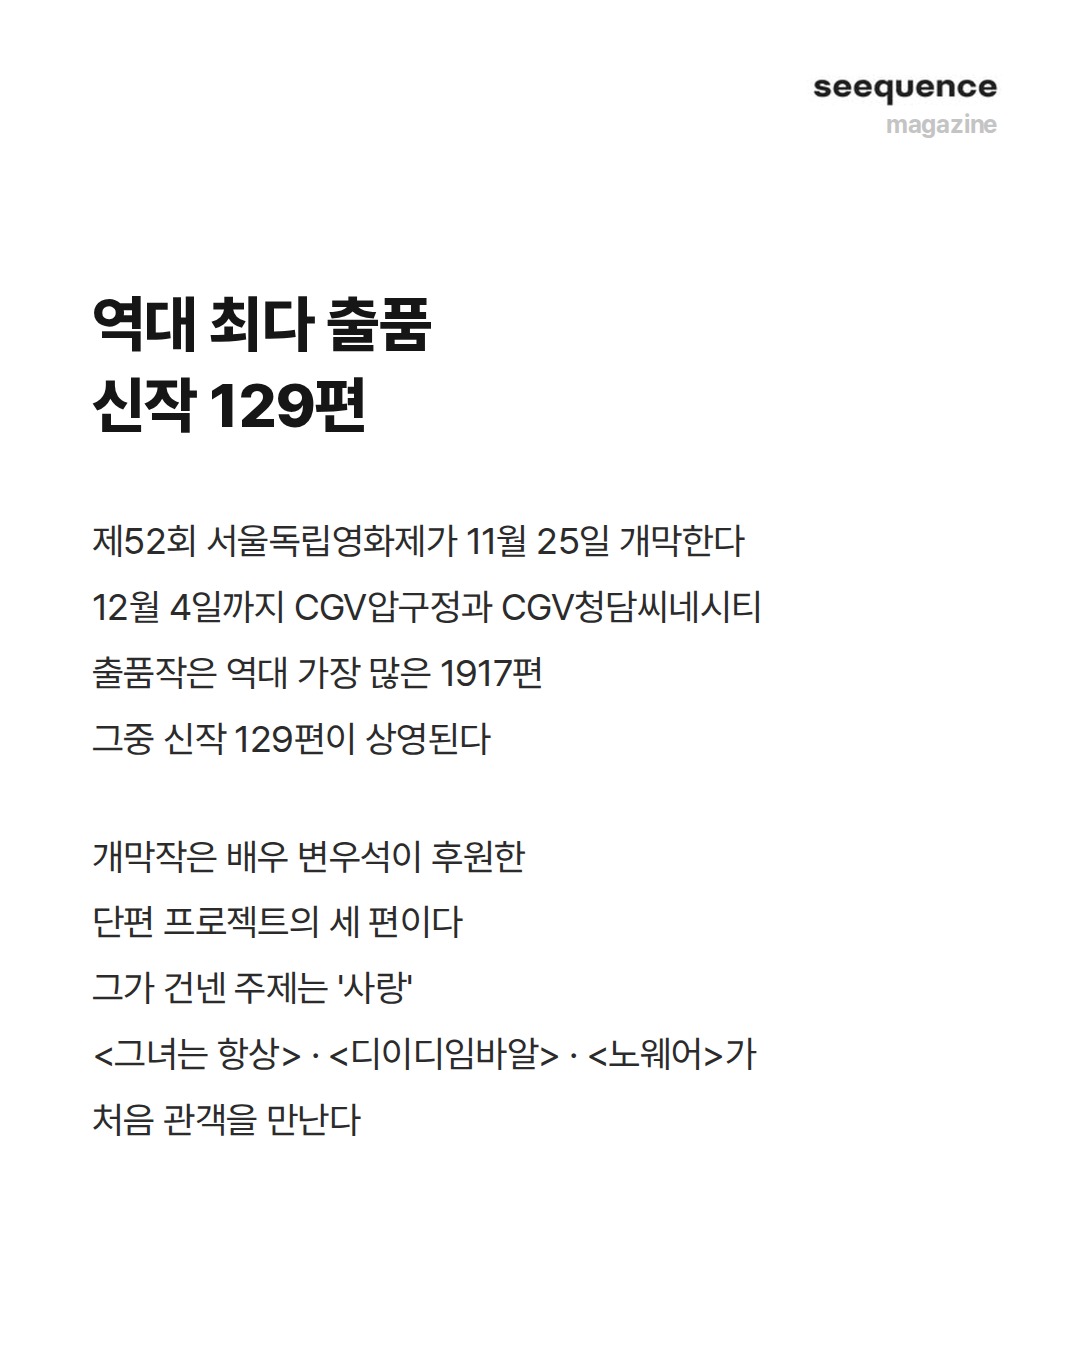 seequence
magazine
역대 최다 출품
신작 129편
제52회 서울독립영화제가 11월 25일 개막한다
12월 4일까지 CGV압구정과 CGV청담씨네시티
출품작은 역대 가장 많은 1917편
그중 신작 129편이 상영된다
개막작은 배우 변우석이 후원한
단편 프로젝트의 세 편이다
그가 건넨 주제는 '사랑'
<그녀는 항상> · <디이디임바알> · <노웨어>가
처음 관객을 만난다